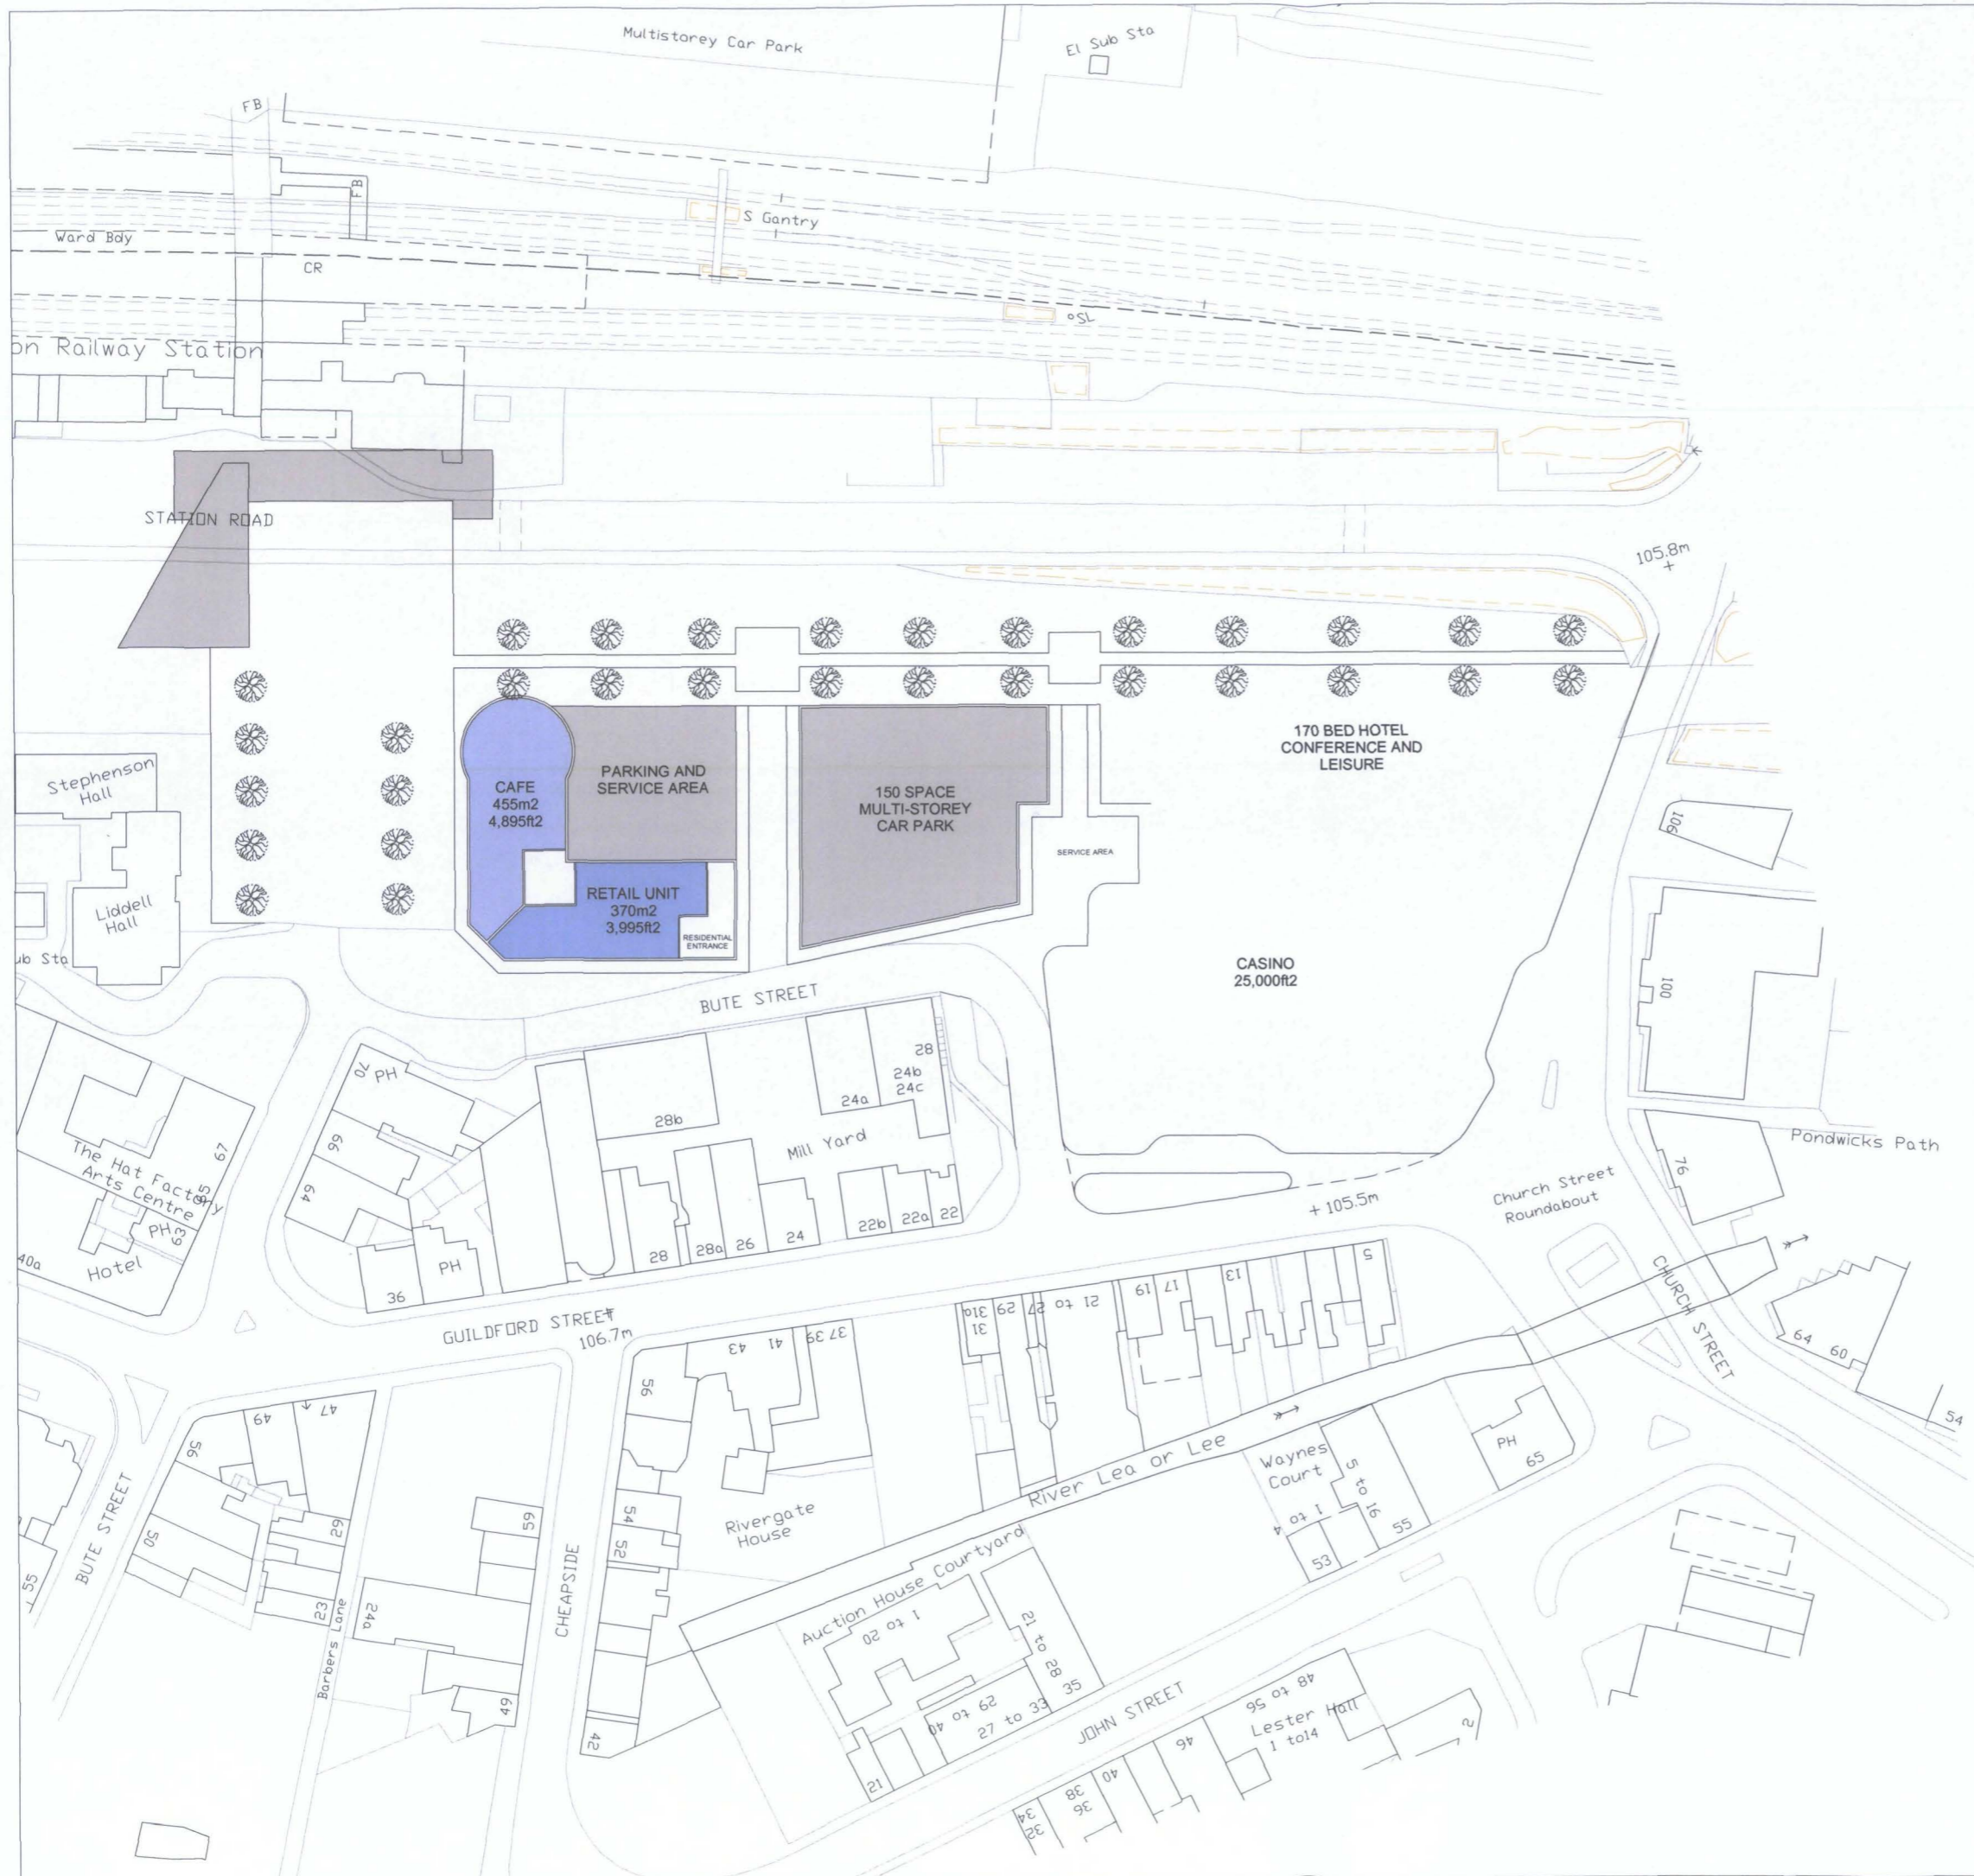 Multistorey Car Park
El Sub Sta
FB
FB
S Gantry
Ward Bdy
CR
SL
on Railway Station
STATION ROAD
105.8m
+
170 BED HOTEL
CONFERENCE AND
LEISURE
Stephenson
Hall
CAFE
455m2
4,895ft2
PARKING AND
SERVICE AREA
150 SPACE
MULTI-STOREY
CAR PARK
SERVICE AREA
106
Liddell
Hall
RETAIL UNIT
370m2
3,995ft2
RESIDENTIAL
ENTRANCE
ub Sta
CASINO
25,000ft2
100
BUTE STREET
70
PH
28
24b
24c
24a
28b
Mill Yard
66
64
67
The Hat Factory
Arts Centre
65
PH
63
40a
Hotel
36
PH
28
28a
26
24
22b
22a
22
Pondwicks Path
76
Church Street
Roundabout
+ 105.5m
CHURCH STREET
GUILDFORD STREET
106.7m
+
31a
31
29
27
21 to
19
17
13
5
64
60
54
56
43
41
39
37
56
49
47
54
52
Rivergate
House
River Lea or Lee
Waynes
Court
5 to 16
1 to 4
53
55
PH
65
BUTE STREET
50
55
29
23
Barbers Lane
24a
59
49
CHEAPSIDE
42
Auction House Courtyard
1 to 20
21 to 28
29 to 40
27 to 33
35
21
JOHN STREET
48 to 56
Lester Hall
1 to14
2
46
40
38
36
34
32